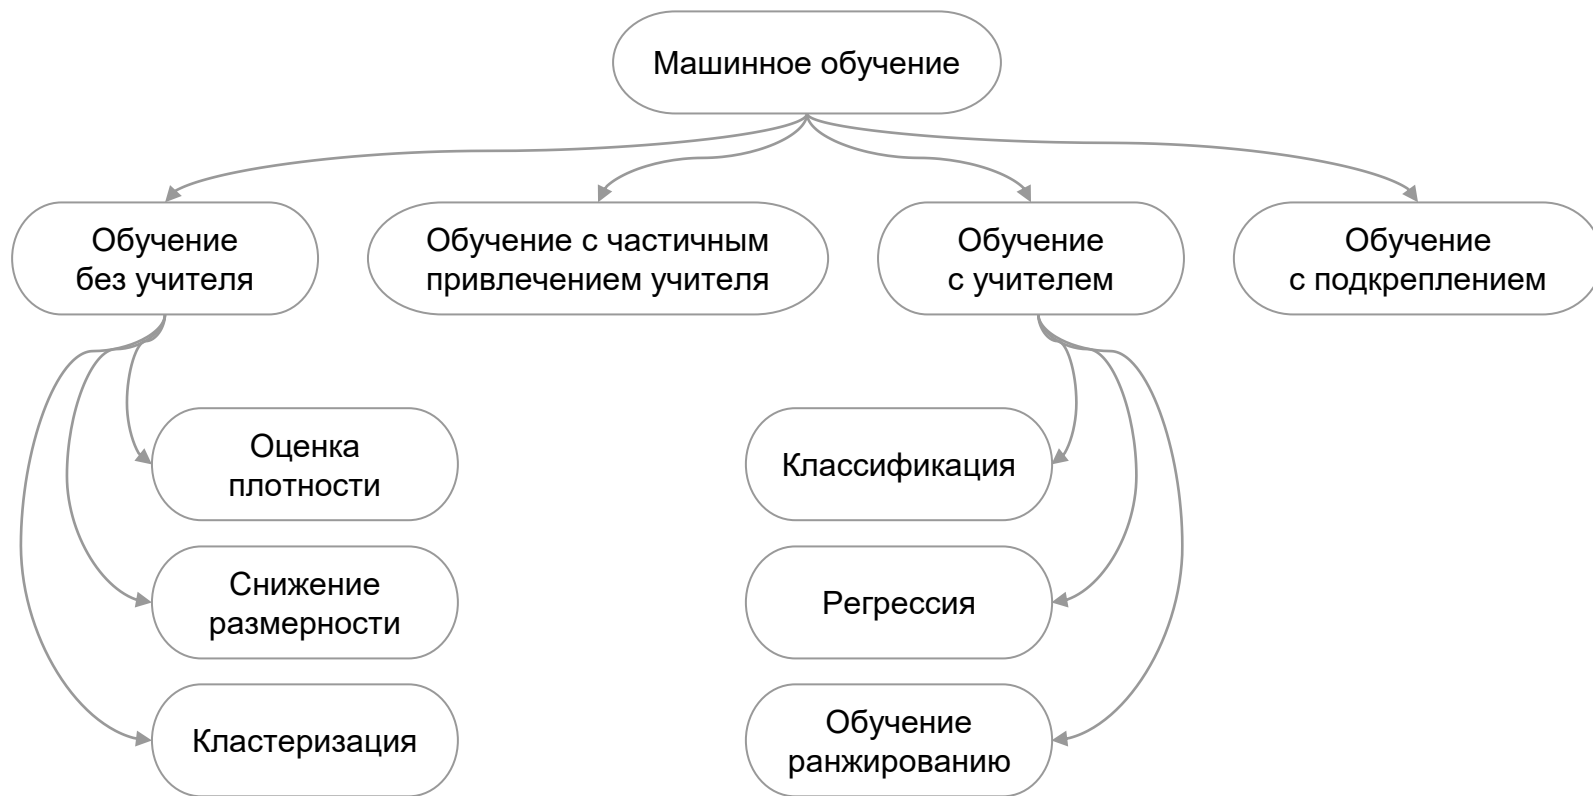 Машинное обучение
Обучение
без учителя
Обучение с частичным
привлечением учителя
Обучение
с учителем
Обучение
с подкреплением
Оценка
плотности
Снижение
размерности
Кластеризация
Классификация
Регрессия
Обучение
ранжированию